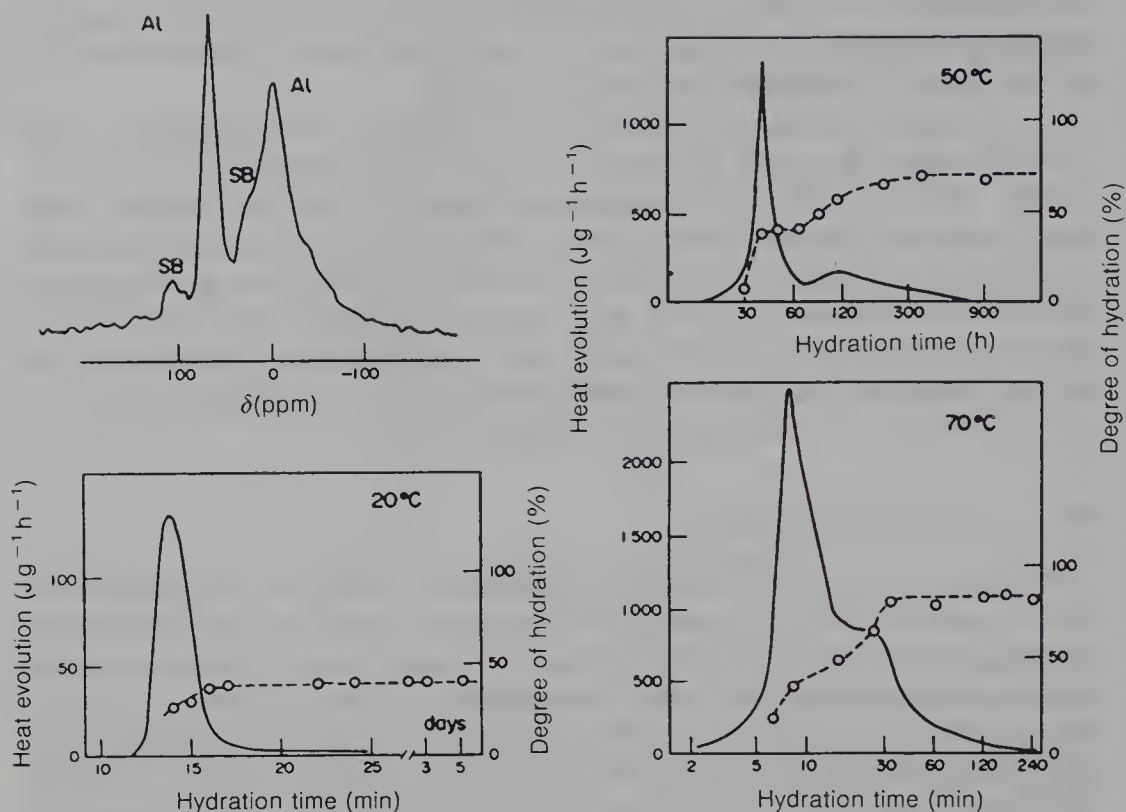 Al
Al
SB
SB
100 0 -100
δ(ppm)
50°C
1000
500
0
100
50
0
30 60 120 300 900
Heat evolution (J g⁻¹ h⁻¹)
Hydration time (h)
Degree of hydration (%)
20°C
100
50
0
100
50
0
days
10 15 20 25 3 5
Heat evolution (J g⁻¹ h⁻¹)
Hydration time (min)
Degree of hydration (%)
70°C
2000
1 500
1000
500
0
100
50
0
2 5 10 30 60 120 240
Hydration time (min)